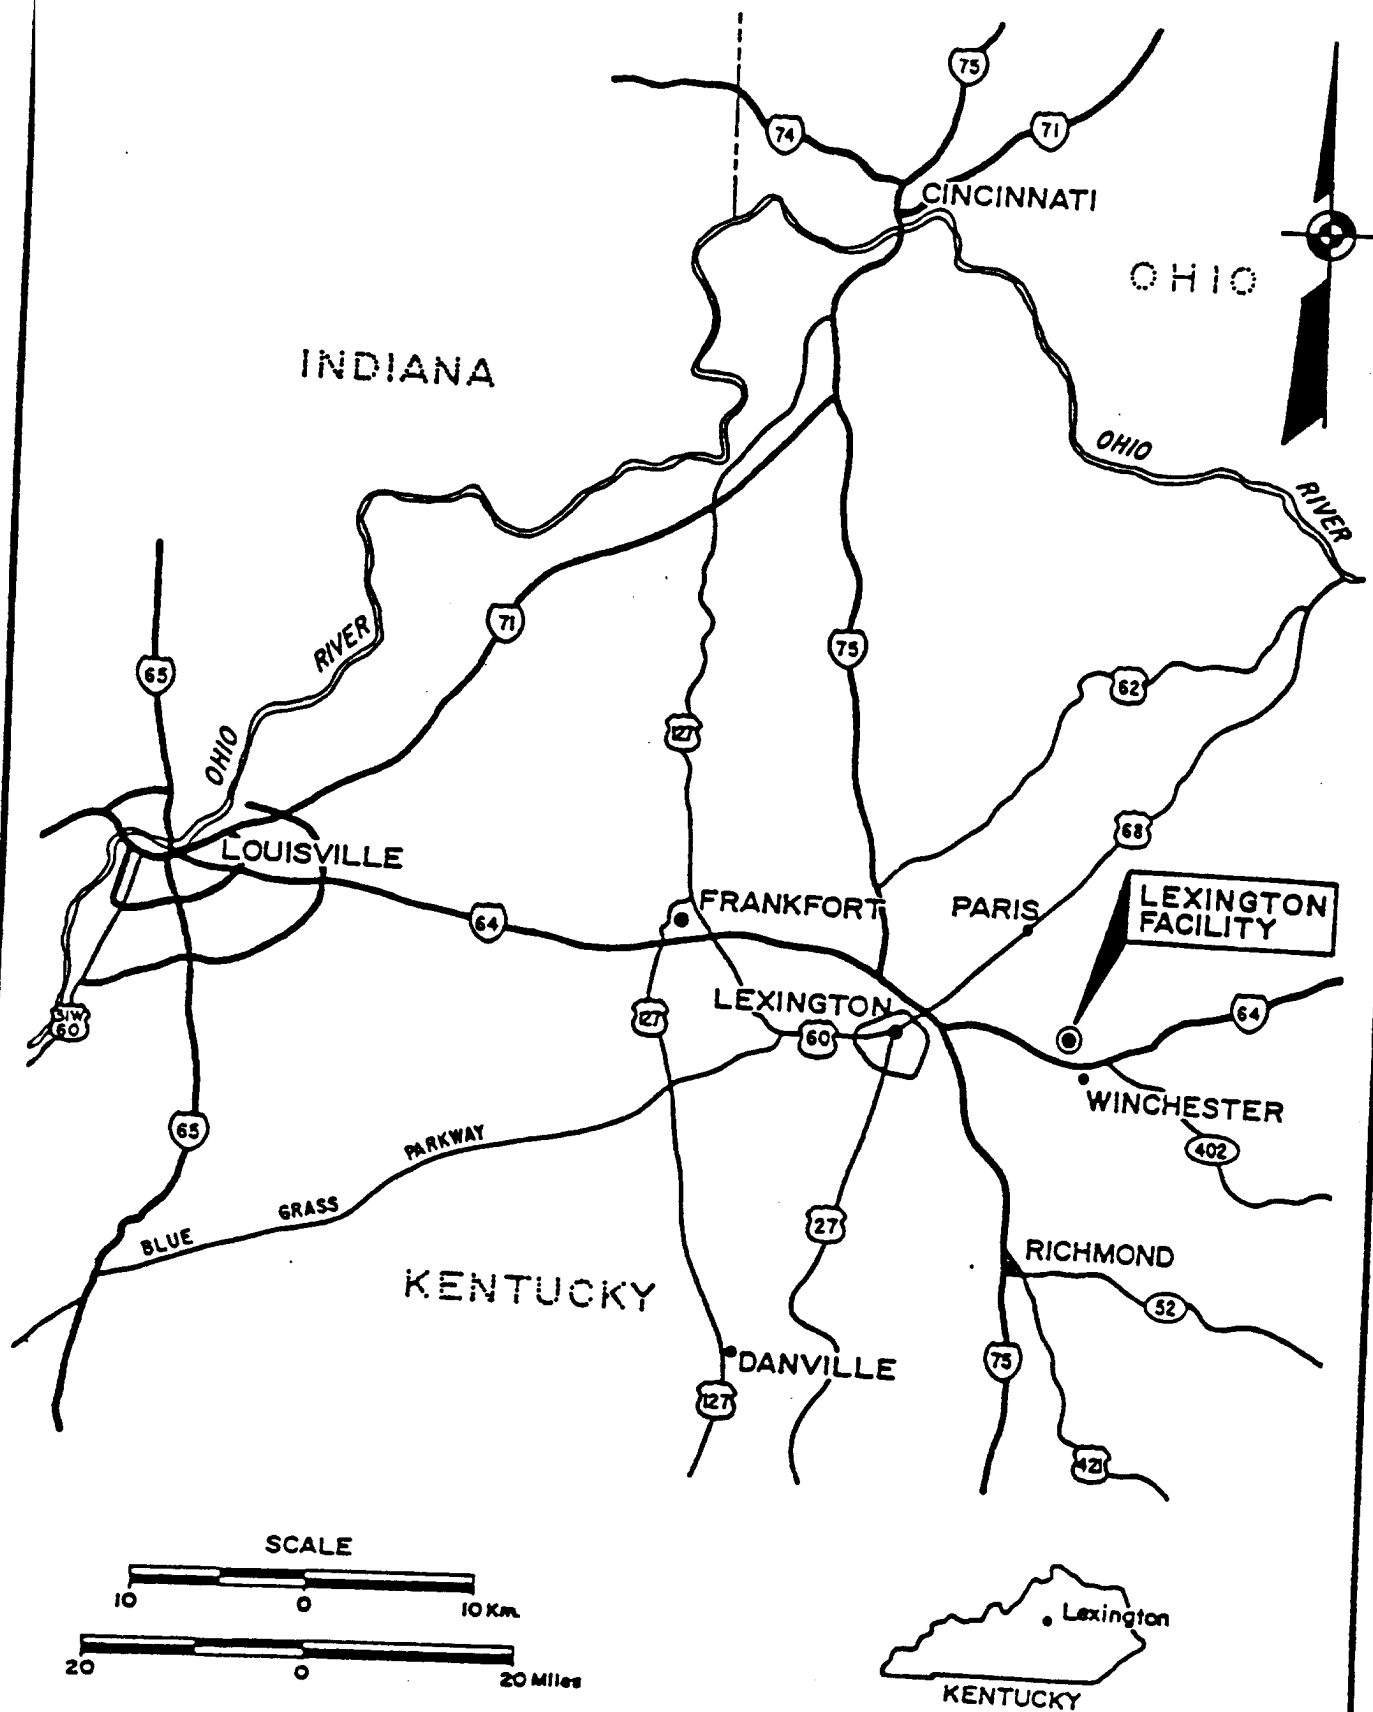 75
74
71
CINCINNATI
OHIO
INDIANA
OHIO
RIVER
71
RIVER
65
75
62
127
OHIO
68
LOUISVILLE
LEXINGTON
FACILITY
FRANKFORT
PARIS
64
LEXINGTON
31W
60
127
60
64
WINCHESTER
65
PARKWAY
402
GRASS
27
BLUE
RICHMOND
KENTUCKY
52
75
DANVILLE
127
421
SCALE
10 0 10 Km.
20 0 20 Miles
Lexington
KENTUCKY